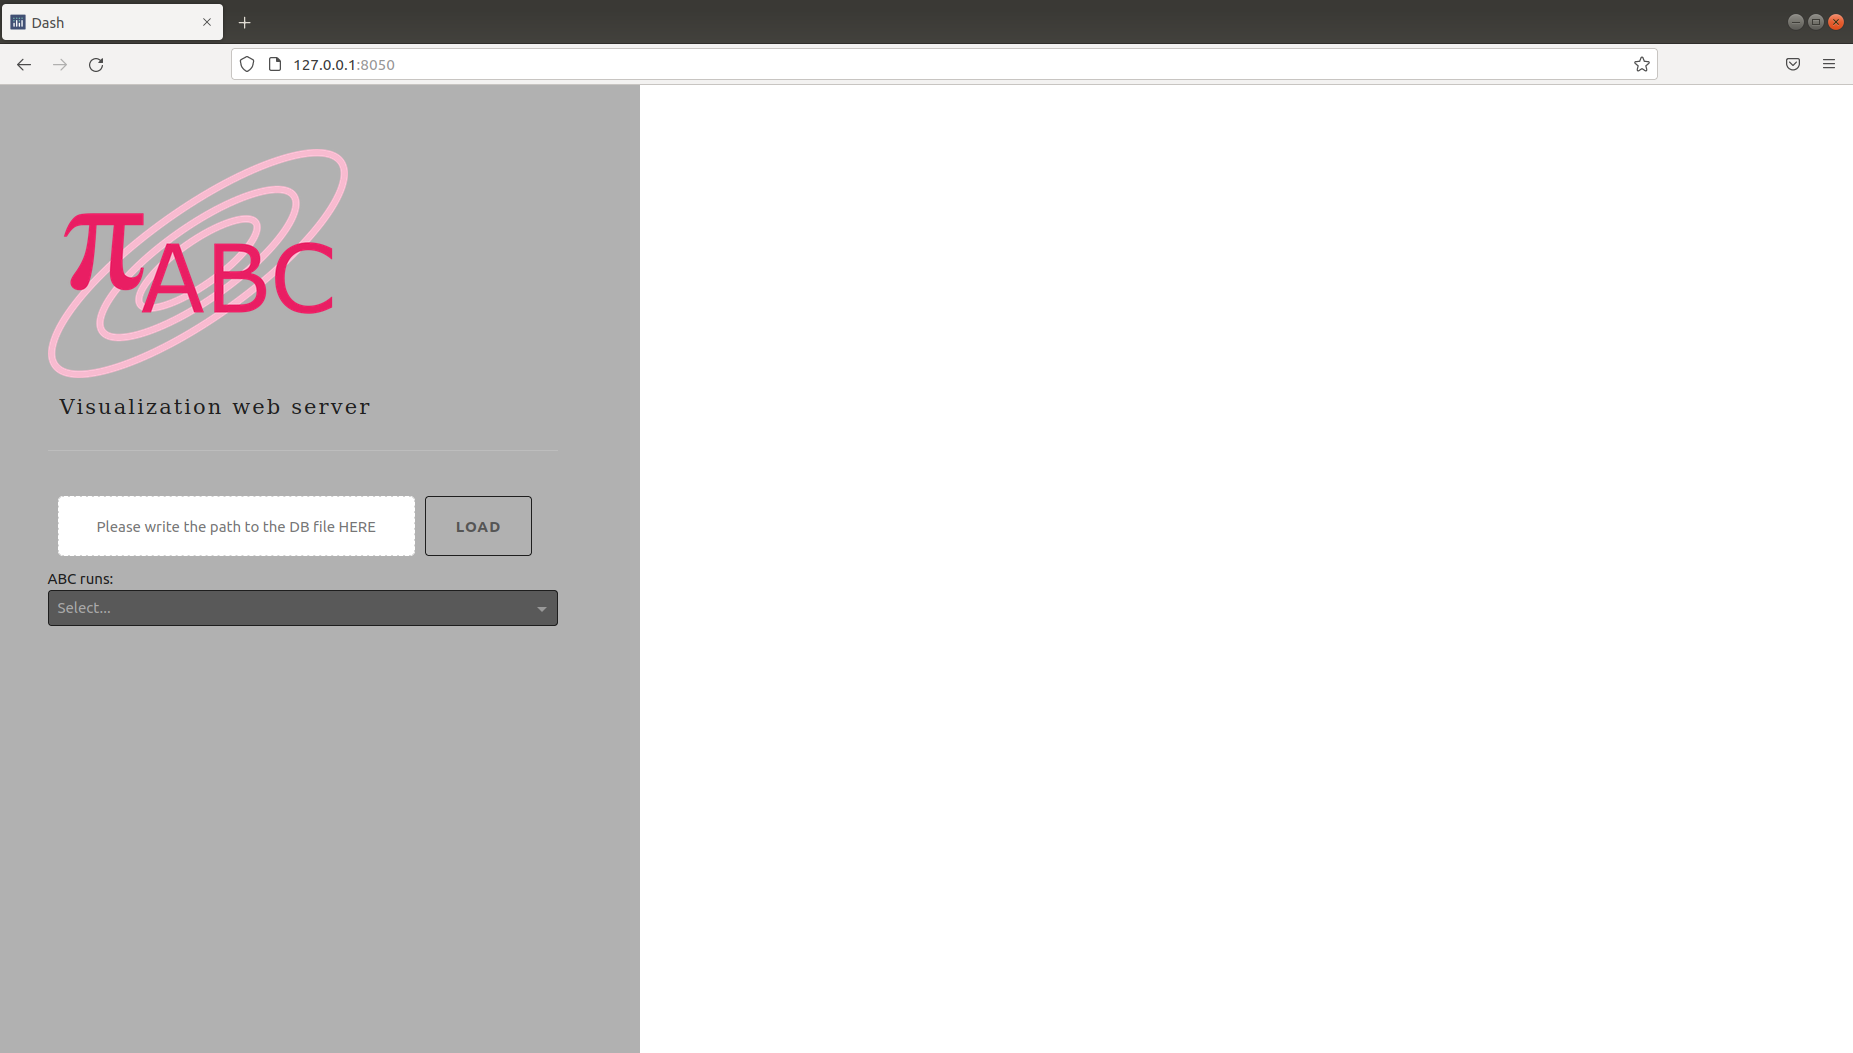 Dash
127.0.0.1:8050
πABC
Visualization web server
Please write the path to the DB file HERE
LOAD
ABC runs:
Select...